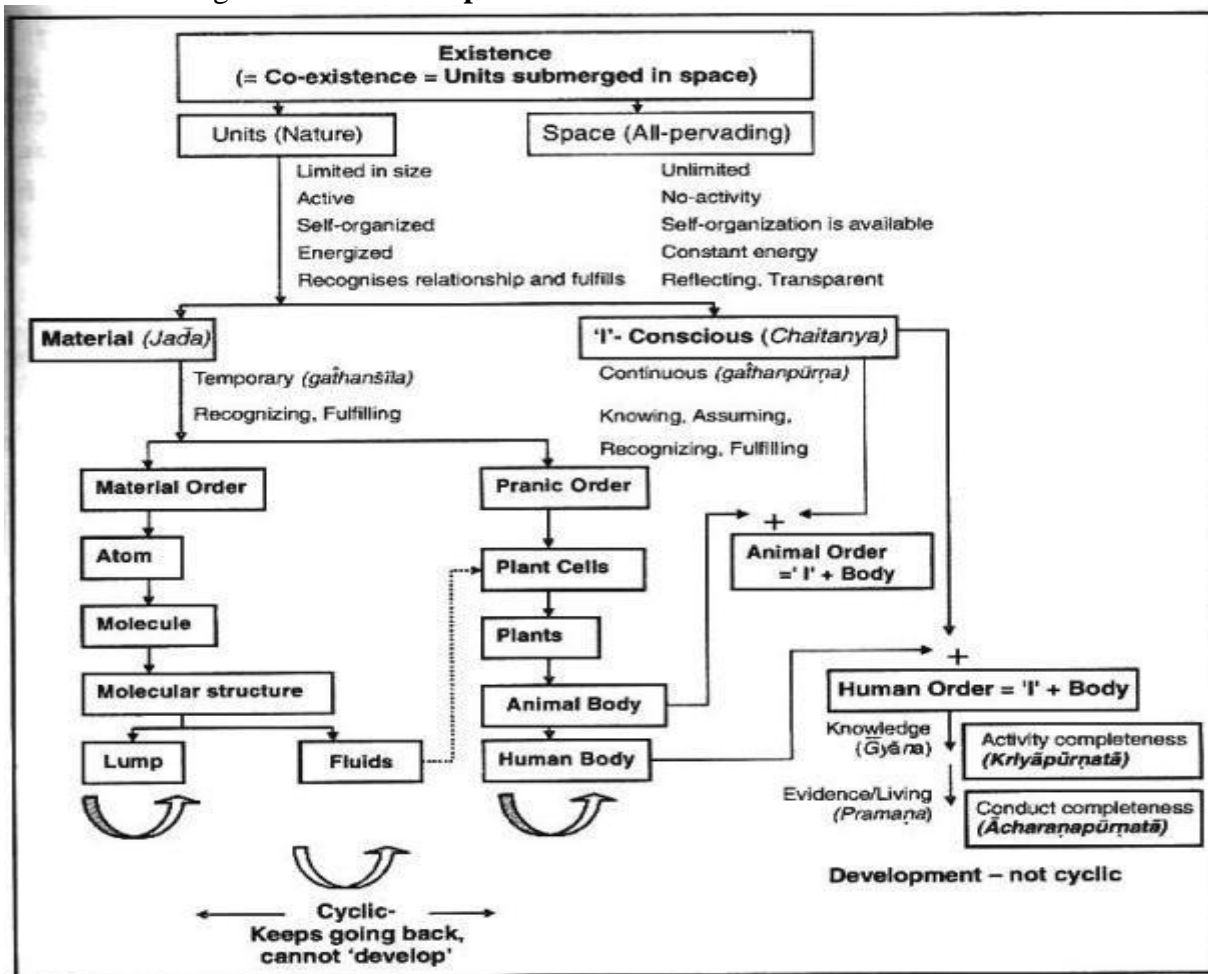 Existence
(= Co-existence = Units submerged in space)
Units (Nature)
Space (All-pervading)
Limited in size
Active
Self-organized
Energized
Recognises relationship and fulfills
Unlimited
No-activity
Self-organization is available
Constant energy
Reflecting, Transparent
Material (Jaḍa)
'I'- Conscious (Chaitanya)
Temporary (gaṭhanśīla)
Recognizing, Fulfilling
Continuous (gaṭhanpūrṇa)
Knowing, Assuming,
Recognizing, Fulfilling
Material Order
Pranic Order
Atom
Plant Cells
Molecule
Plants
Molecular structure
Animal Body
Lump
Fluids
Human Body
+
Animal Order
=' I' + Body
+
Human Order = 'I' + Body
Knowledge
(Gyāna)
Activity completeness
(Kriyāpūrṇatā)
Evidence/Living
(Pramaṇa)
Conduct completeness
(Ācharaṇapūrṇatā)
Development – not cyclic
Cyclic-
Keeps going back,
cannot 'develop'